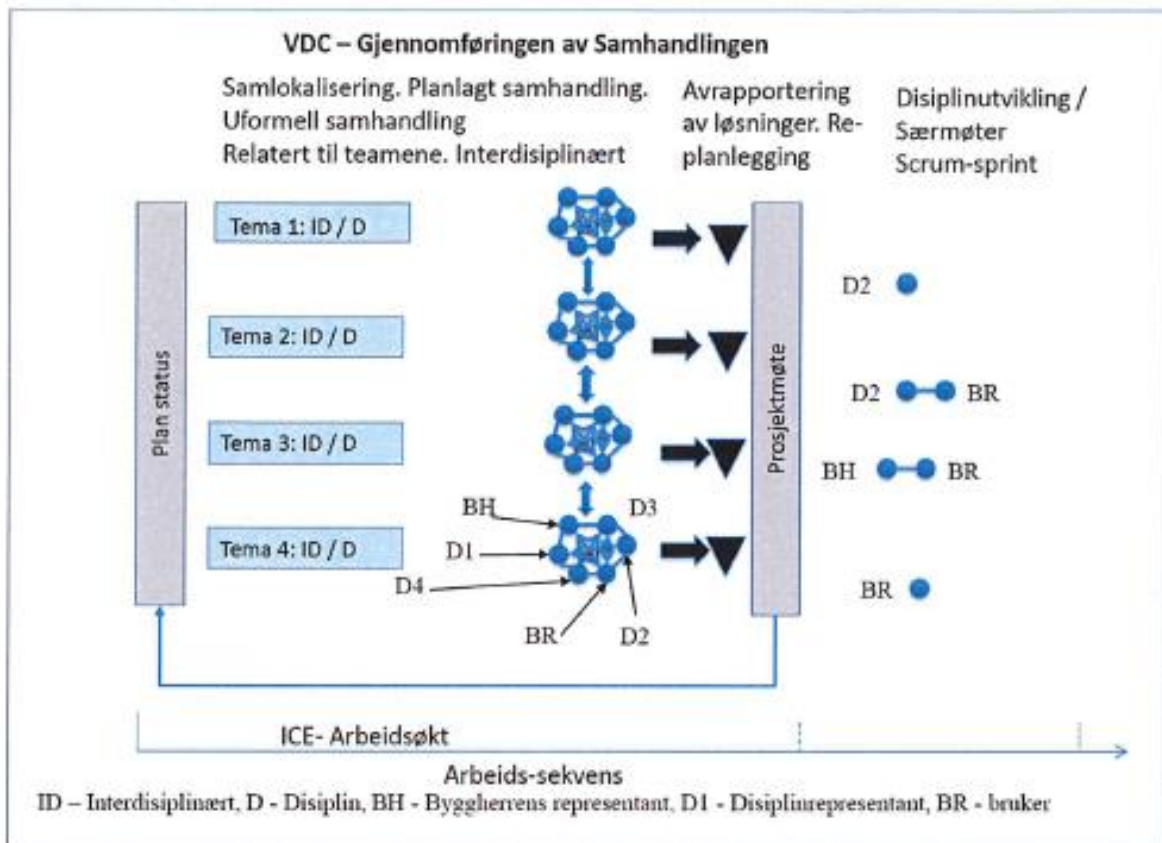 VDC – Gjennomføringen av Samhandlingen
Samlokalisering. Planlagt samhandling.
Uformell samhandling
Relatert til teamene. Interdisiplinært
Avrapportering
av løsninger. Re-
planlegging
Disiplinutvikling /
Særmøter
Scrum-sprint
Plan status
Tema 1: ID / D
Tema 2: ID / D
Tema 3: ID / D
Tema 4: ID / D
BH
D3
D1
D4
BR
D2
Prosjektmøte
D2
D2
BR
BH
BR
BR
ICE- Arbeidsøkt
Arbeids-sekvens
ID – Interdisiplinært, D - Disiplin, BH - Byggherrens representant, D1 - Disiplinrepresentant, BR - bruker